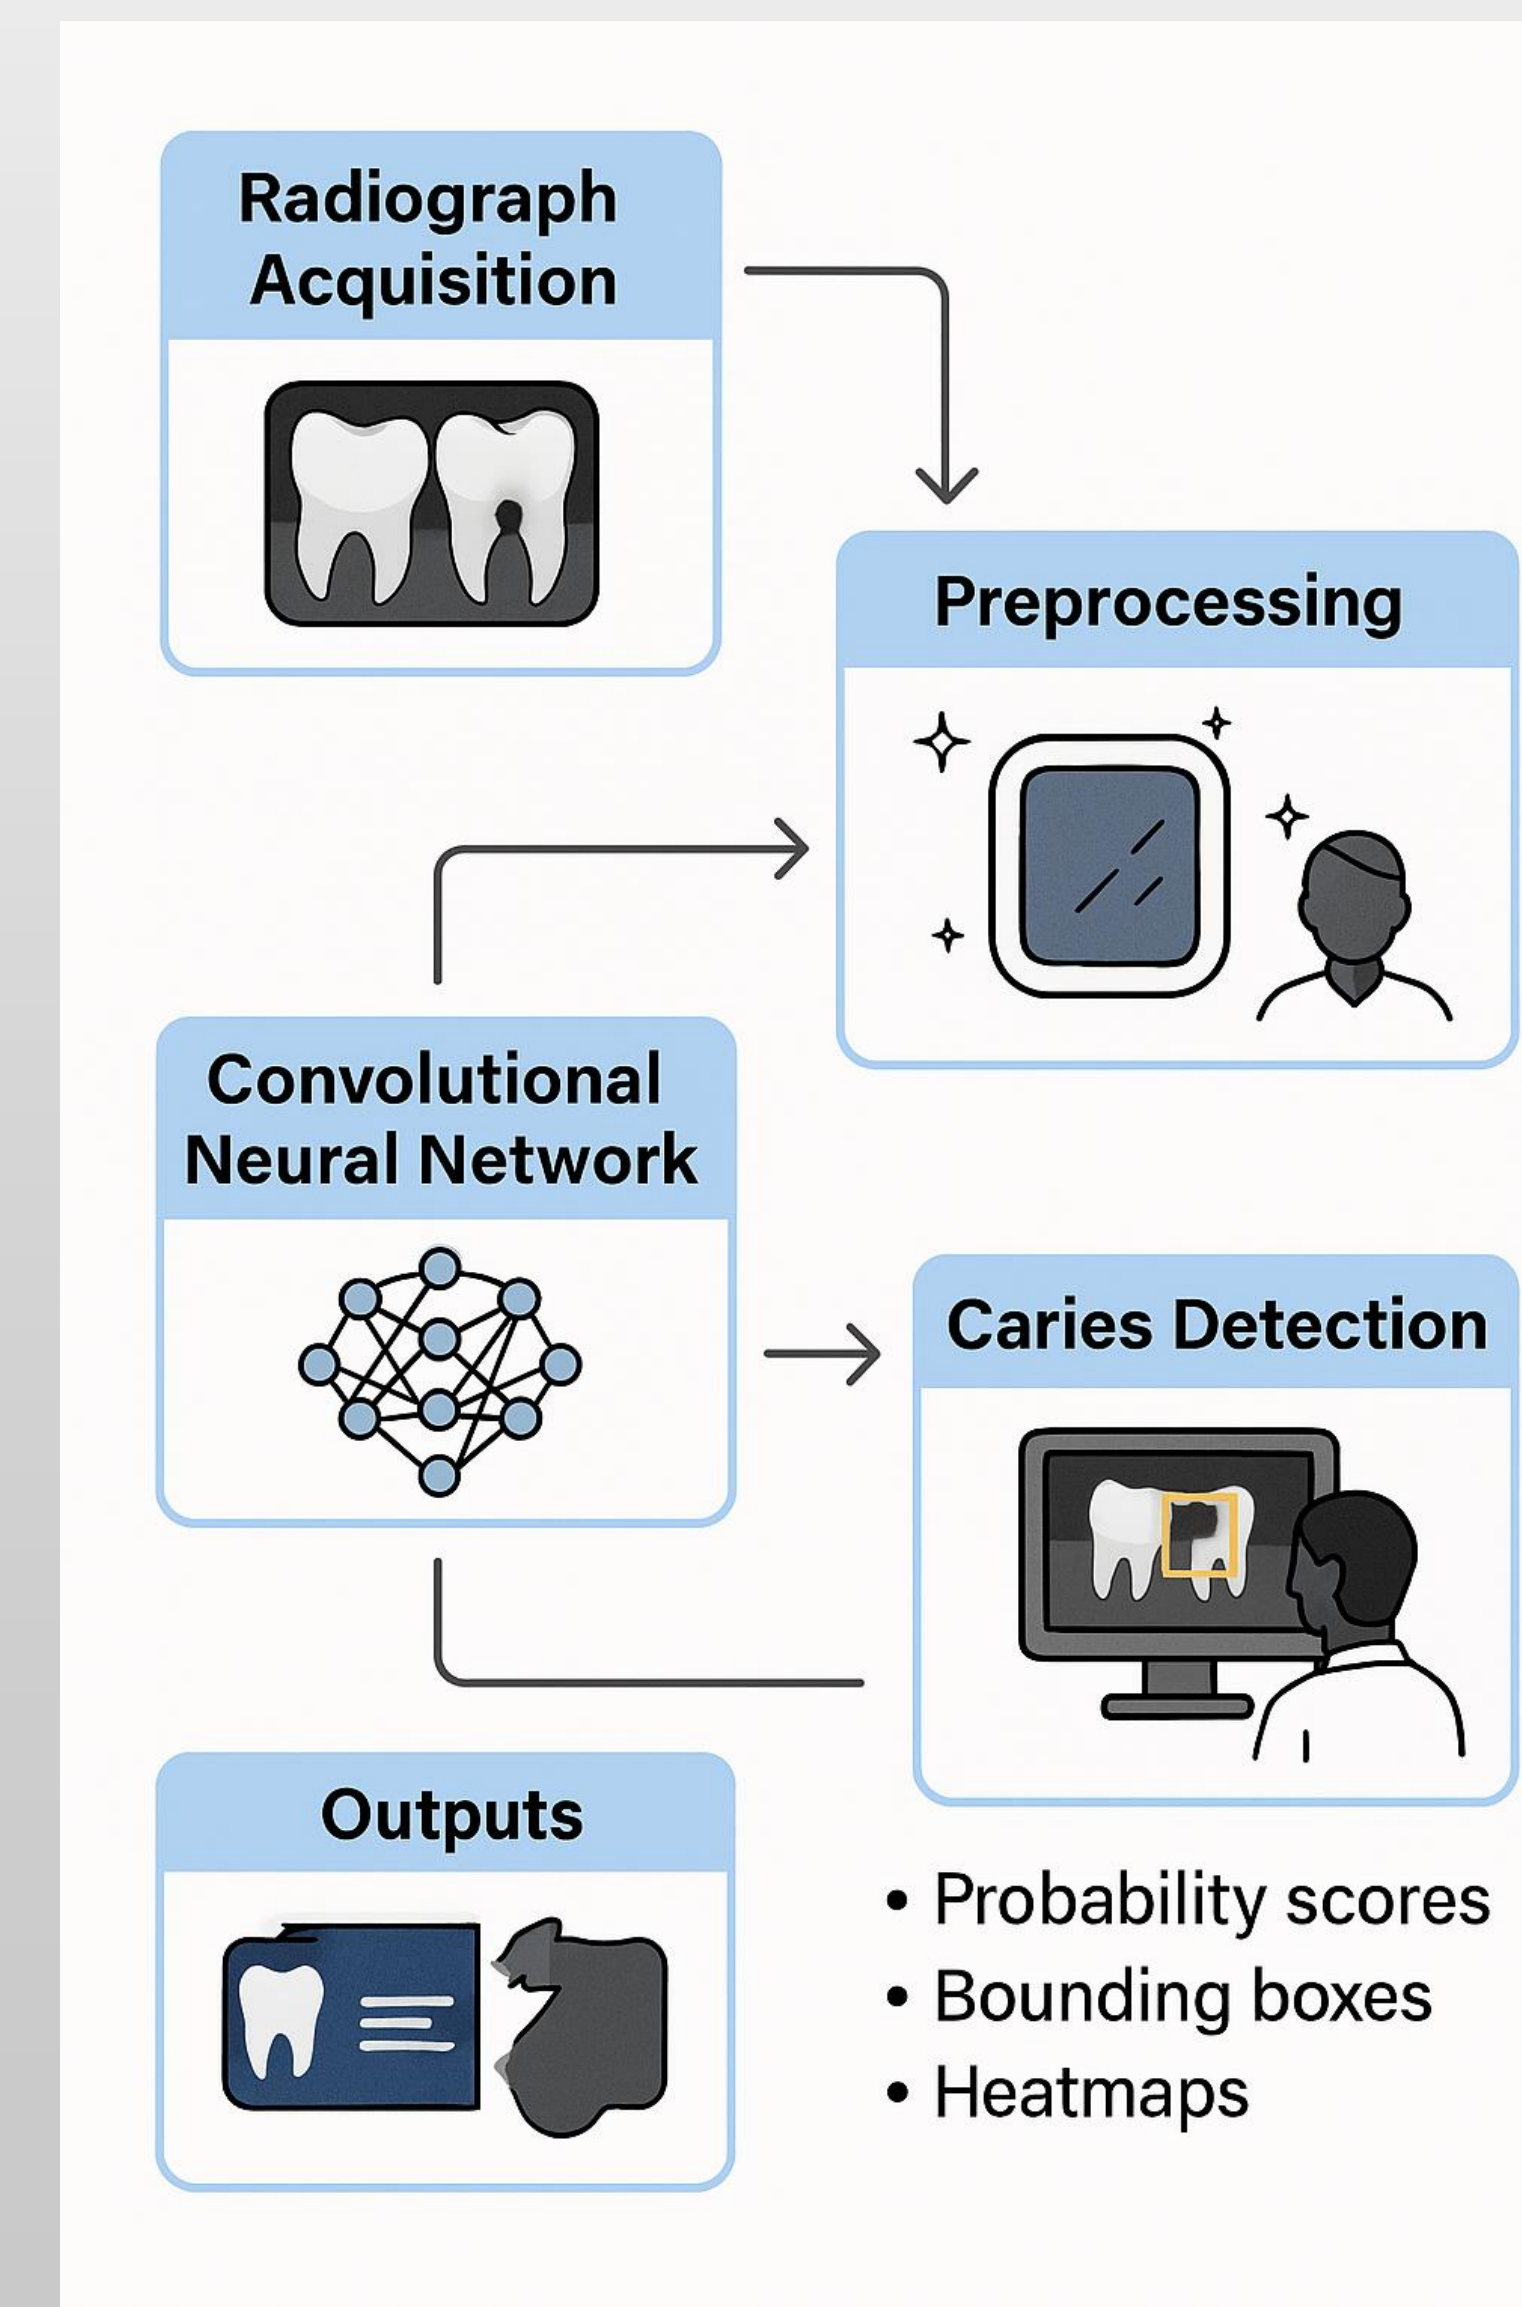 Radiograph
Acquisition
Preprocessing
Convolutional
Neural Network
Caries Detection
Outputs
• Probability scores
• Bounding boxes
• Heatmaps